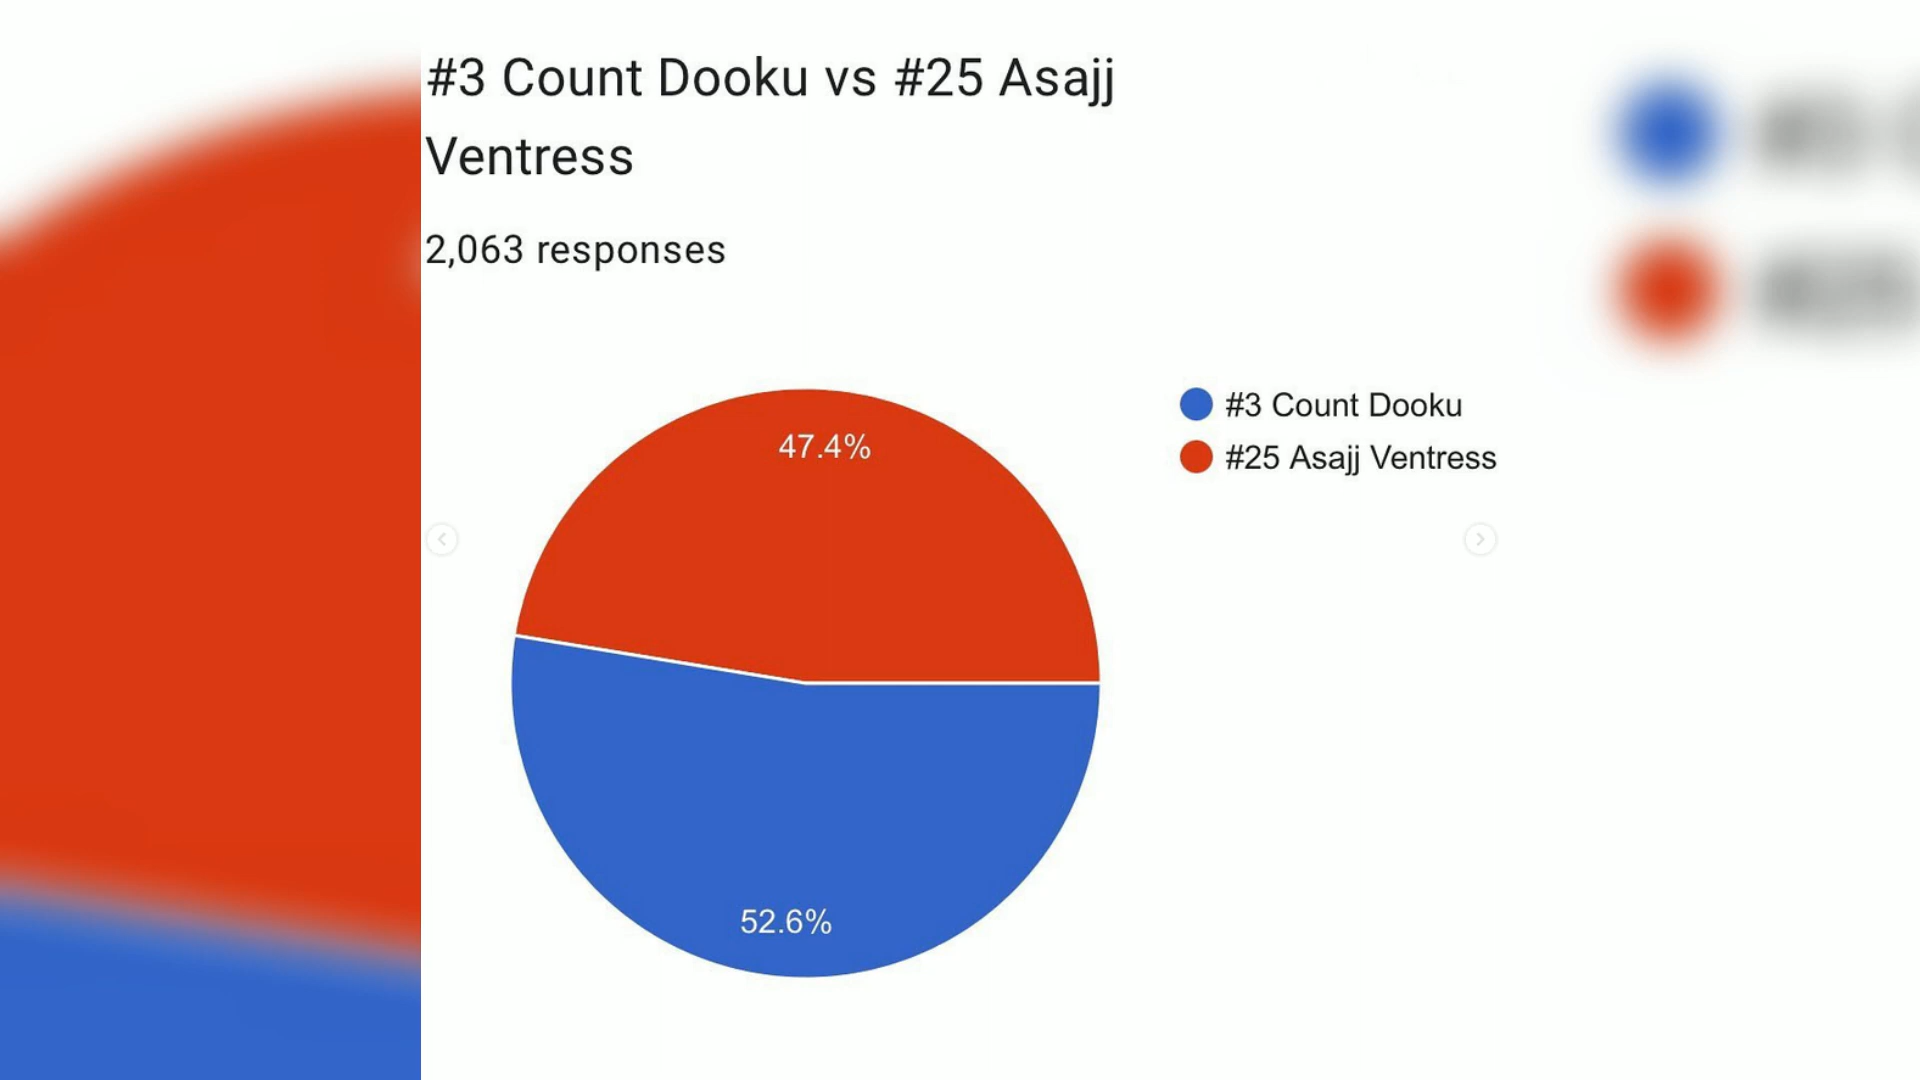 #3 Count Dooku vs #25 Asajj
Ventress
2,063 responses
#3 Count Dooku
#25 Asajj Ventress
47.4%
52.6%